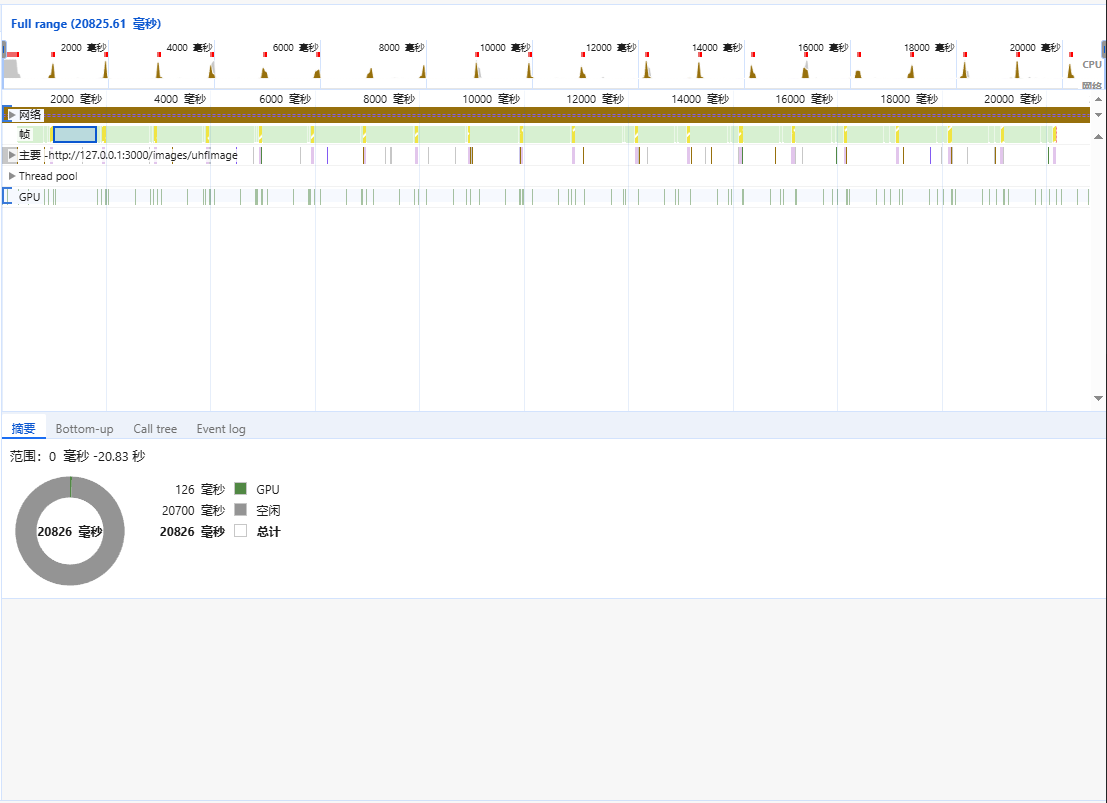 Full range (20825.61 毫秒)
2000 毫秒 4000 毫秒 6000 毫秒 8000 毫秒 10000 毫秒 12000 毫秒 14000 毫秒 16000 毫秒 18000 毫秒 20000 毫秒
CPU
网络
2000 毫秒 4000 毫秒 6000 毫秒 8000 毫秒 10000 毫秒 12000 毫秒 14000 毫秒 16000 毫秒 18000 毫秒 20000 毫秒
网络
帧
主要 -http://127.0.0.1:3000/images/uhfImage
Thread pool
GPU
摘要 Bottom-up Call tree Event log
范围：0 毫秒 -20.83 秒
126 毫秒 GPU
20700 毫秒 空闲
20826 毫秒 20826 毫秒 总计